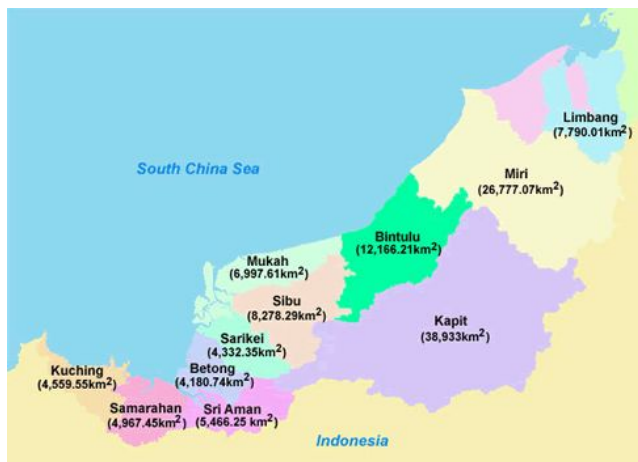 Limbang
(7,790.01km²)
South China Sea
Miri
(26,777.07km²)
Bintulu
(12,166.21km²)
Mukah
(6,997.61km²)
Sibu
(8,278.29km²)
Kapit
(38,933km²)
Sarikei
(4,332.35km²)
Kuching
(4,559.55km²)
Betong
(4,180.74km²)
Samarahan
(4,967.45km²)
Sri Aman
(5,466.25 km²)
Indonesia